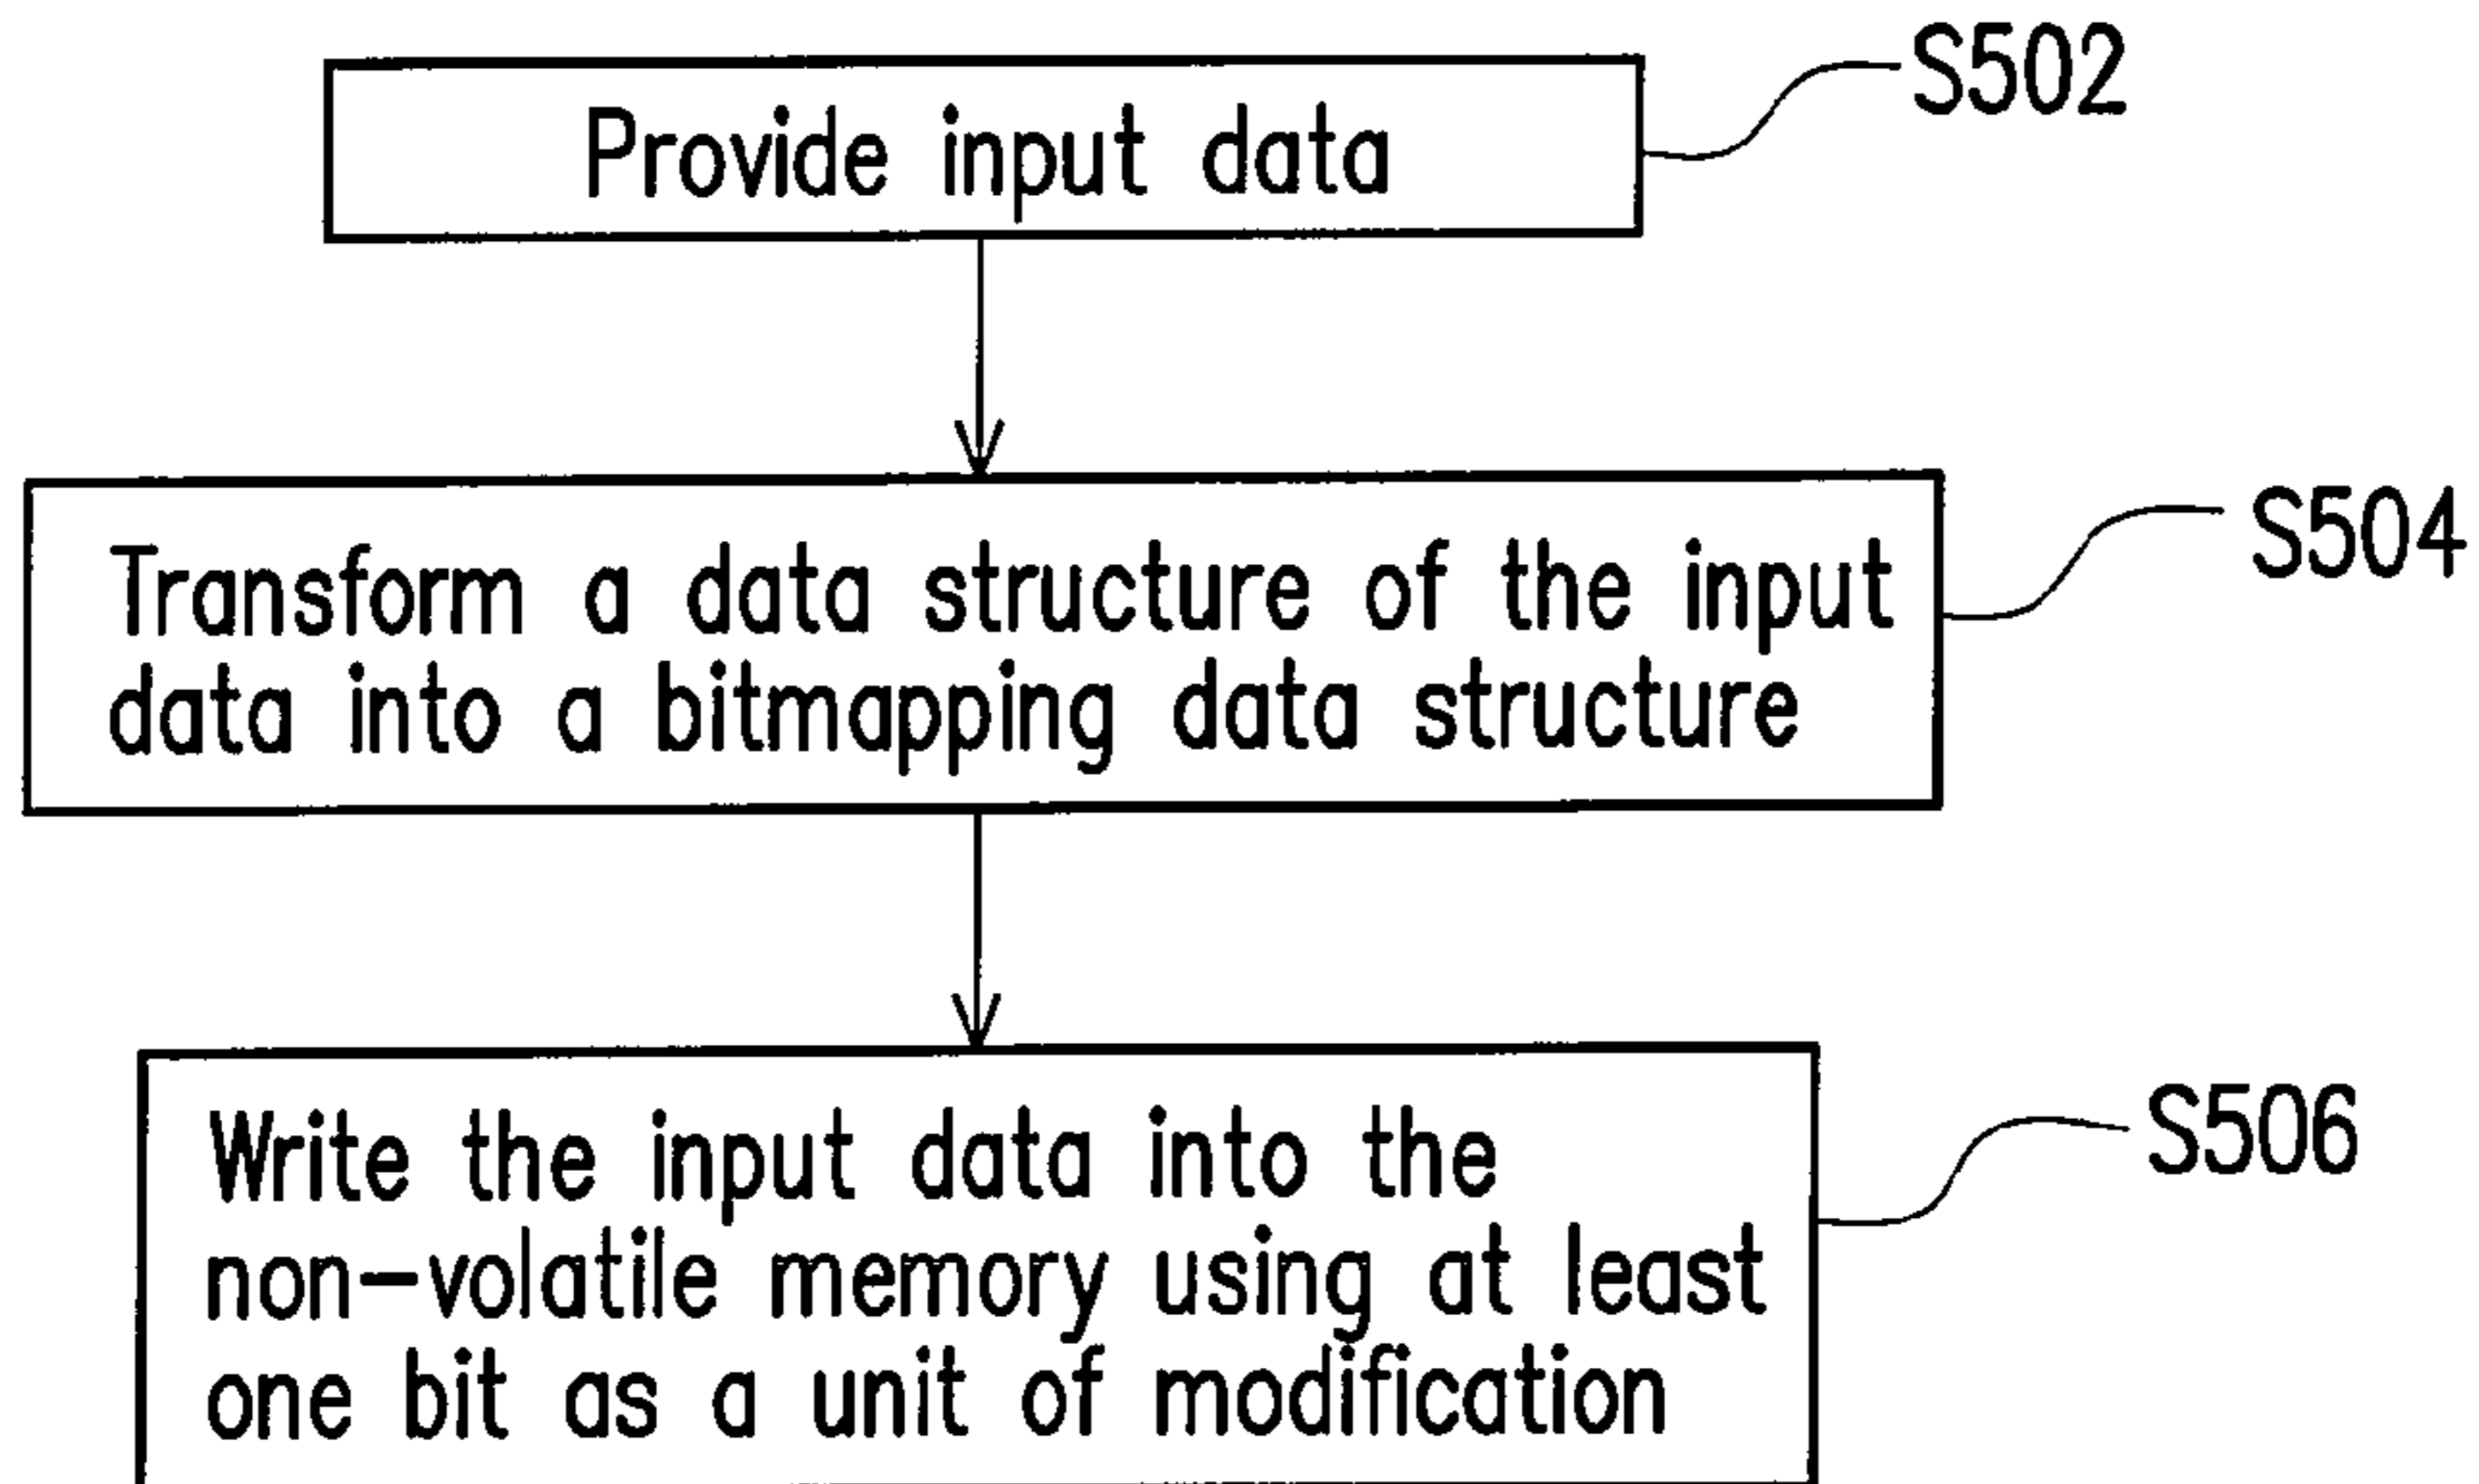 S502
Provide input data
S504
Transform a data structure of the input
data into a bitmapping data structure
S506
Write the input data into the
non-volatile memory using at least
one bit as a unit of modification